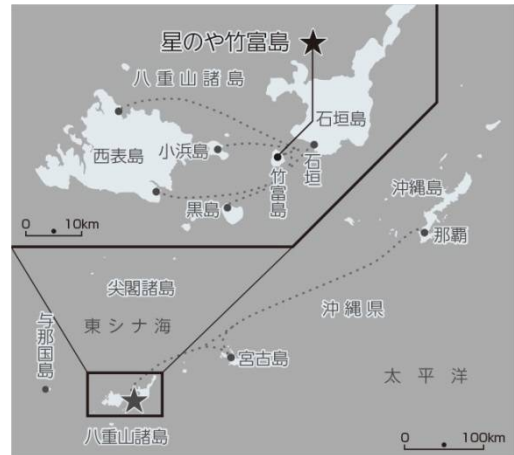 星のや竹富島
八重山諸島
石垣島
西表島
小浜島
石垣
竹富島
黒島
0 10km
沖縄島
那覇
尖閣諸島
東シナ海
沖縄県
与那国島
宮古島
太平洋
八重山諸島
0 100km